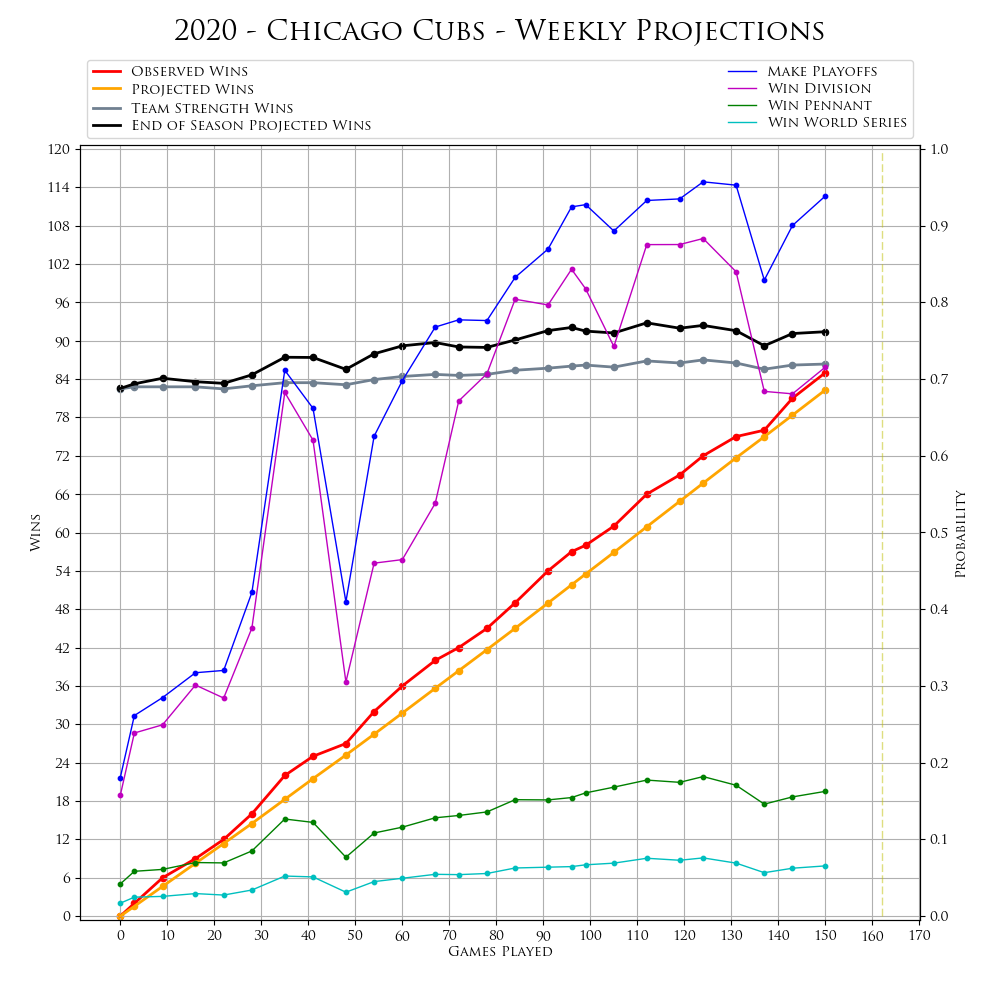 2020 - Chicago Cubs - Weekly Projections
Observed Wins
Projected Wins
Team Strength Wins
End of Season Projected Wins
Make Playoffs
Win Division
Win Pennant
Win World Series
120
114
108
102
96
90
84
78
72
66
60
54
48
42
36
30
24
18
12
6
0
Wins
1.0
0.9
0.8
0.7
0.6
0.5
0.4
0.3
0.2
0.1
0.0
Probability
0 10 20 30 40 50 60 70 80 90 100 110 120 130 140 150 160 170
Games Played